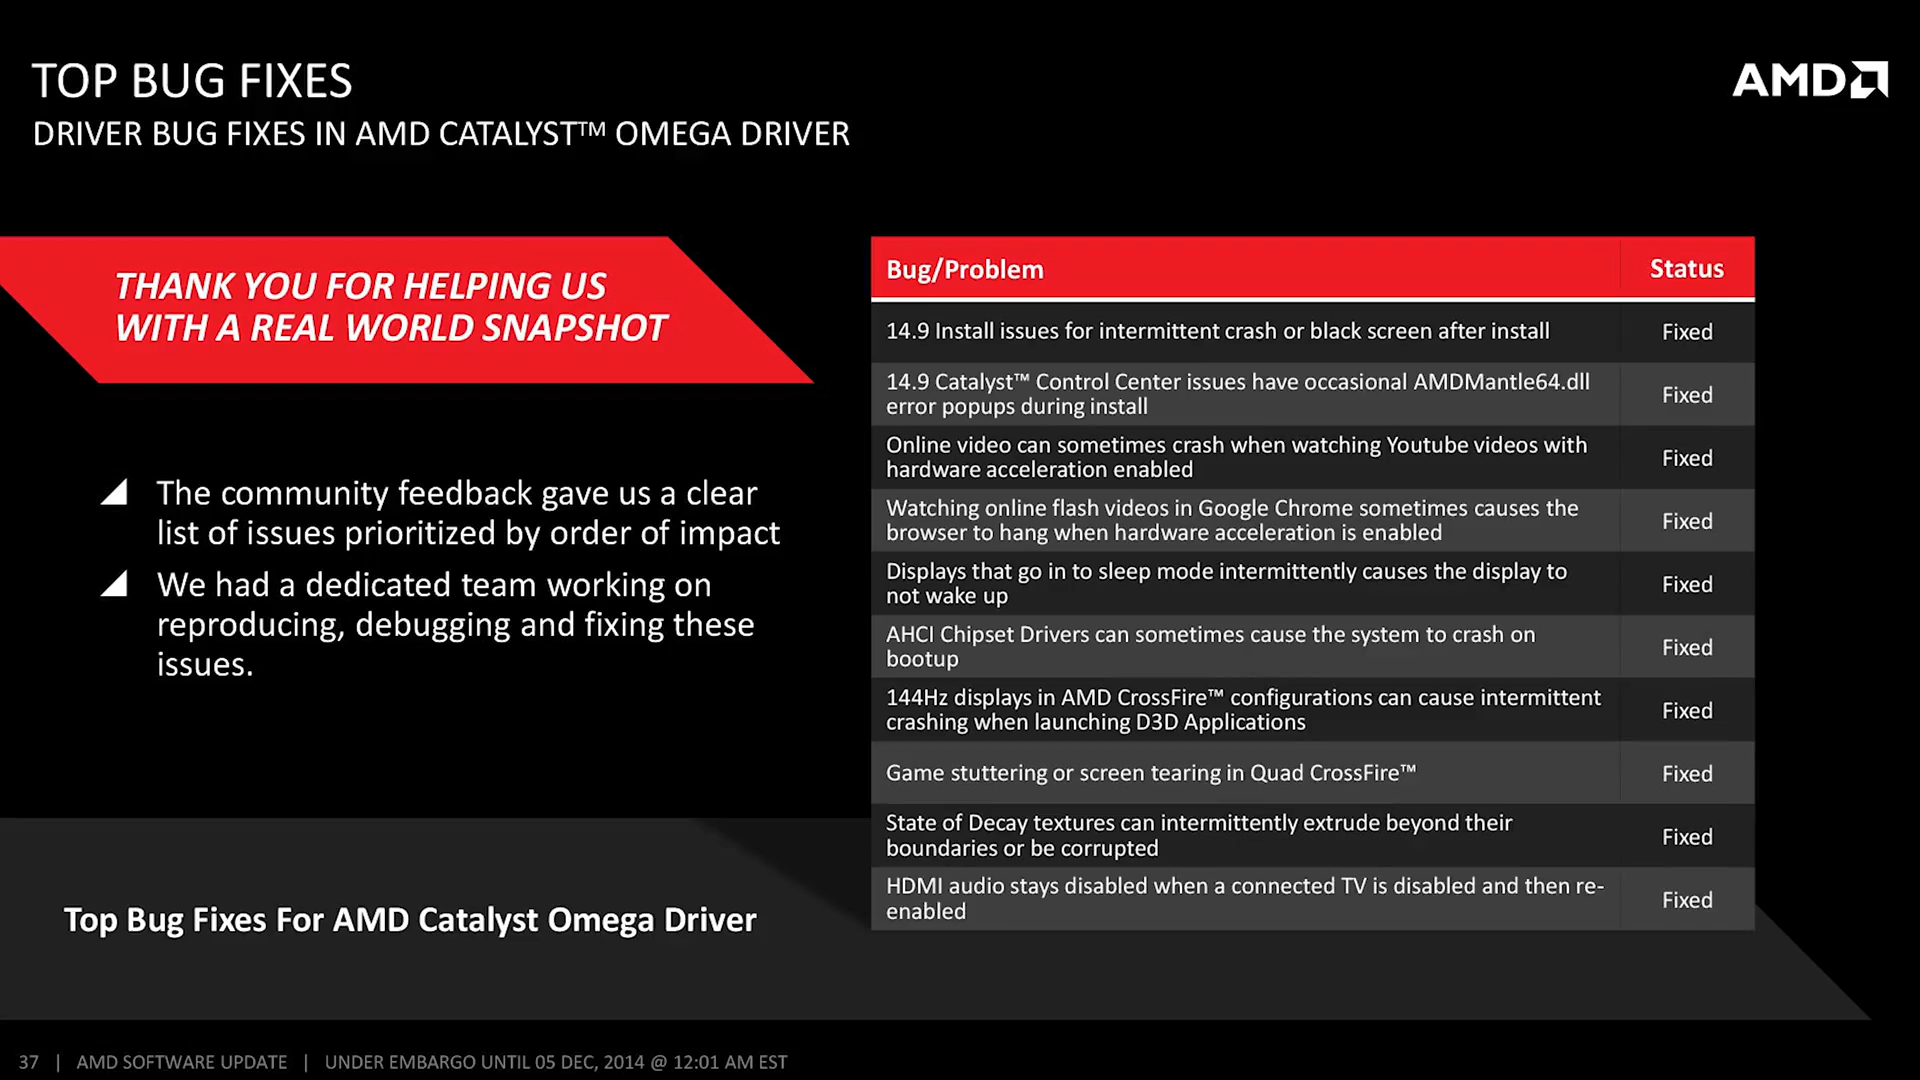 TOP BUG FIXES
DRIVER BUG FIXES IN AMD CATALYST™ OMEGA DRIVER
AMD
THANK YOU FOR HELPING US
WITH A REAL WORLD SNAPSHOT
The community feedback gave us a clear
list of issues prioritized by order of impact
We had a dedicated team working on
reproducing, debugging and fixing these
issues.
Top Bug Fixes For AMD Catalyst Omega Driver
Bug/Problem Status
14.9 Install issues for intermittent crash or black screen after install Fixed
14.9 Catalyst™ Control Center issues have occasional AMDMantle64.dll
error popups during install Fixed
Online video can sometimes crash when watching Youtube videos with
hardware acceleration enabled Fixed
Watching online flash videos in Google Chrome sometimes causes the
browser to hang when hardware acceleration is enabled Fixed
Displays that go in to sleep mode intermittently causes the display to
not wake up Fixed
AHCI Chipset Drivers can sometimes cause the system to crash on
bootup Fixed
144Hz displays in AMD CrossFire™ configurations can cause intermittent
crashing when launching D3D Applications Fixed
Game stuttering or screen tearing in Quad CrossFire™ Fixed
State of Decay textures can intermittently extrude beyond their
boundaries or be corrupted Fixed
HDMI audio stays disabled when a connected TV is disabled and then re-
enabled Fixed
37 | AMD SOFTWARE UPDATE | UNDER EMBARGO UNTIL 05 DEC, 2014 @ 12:01 AM EST